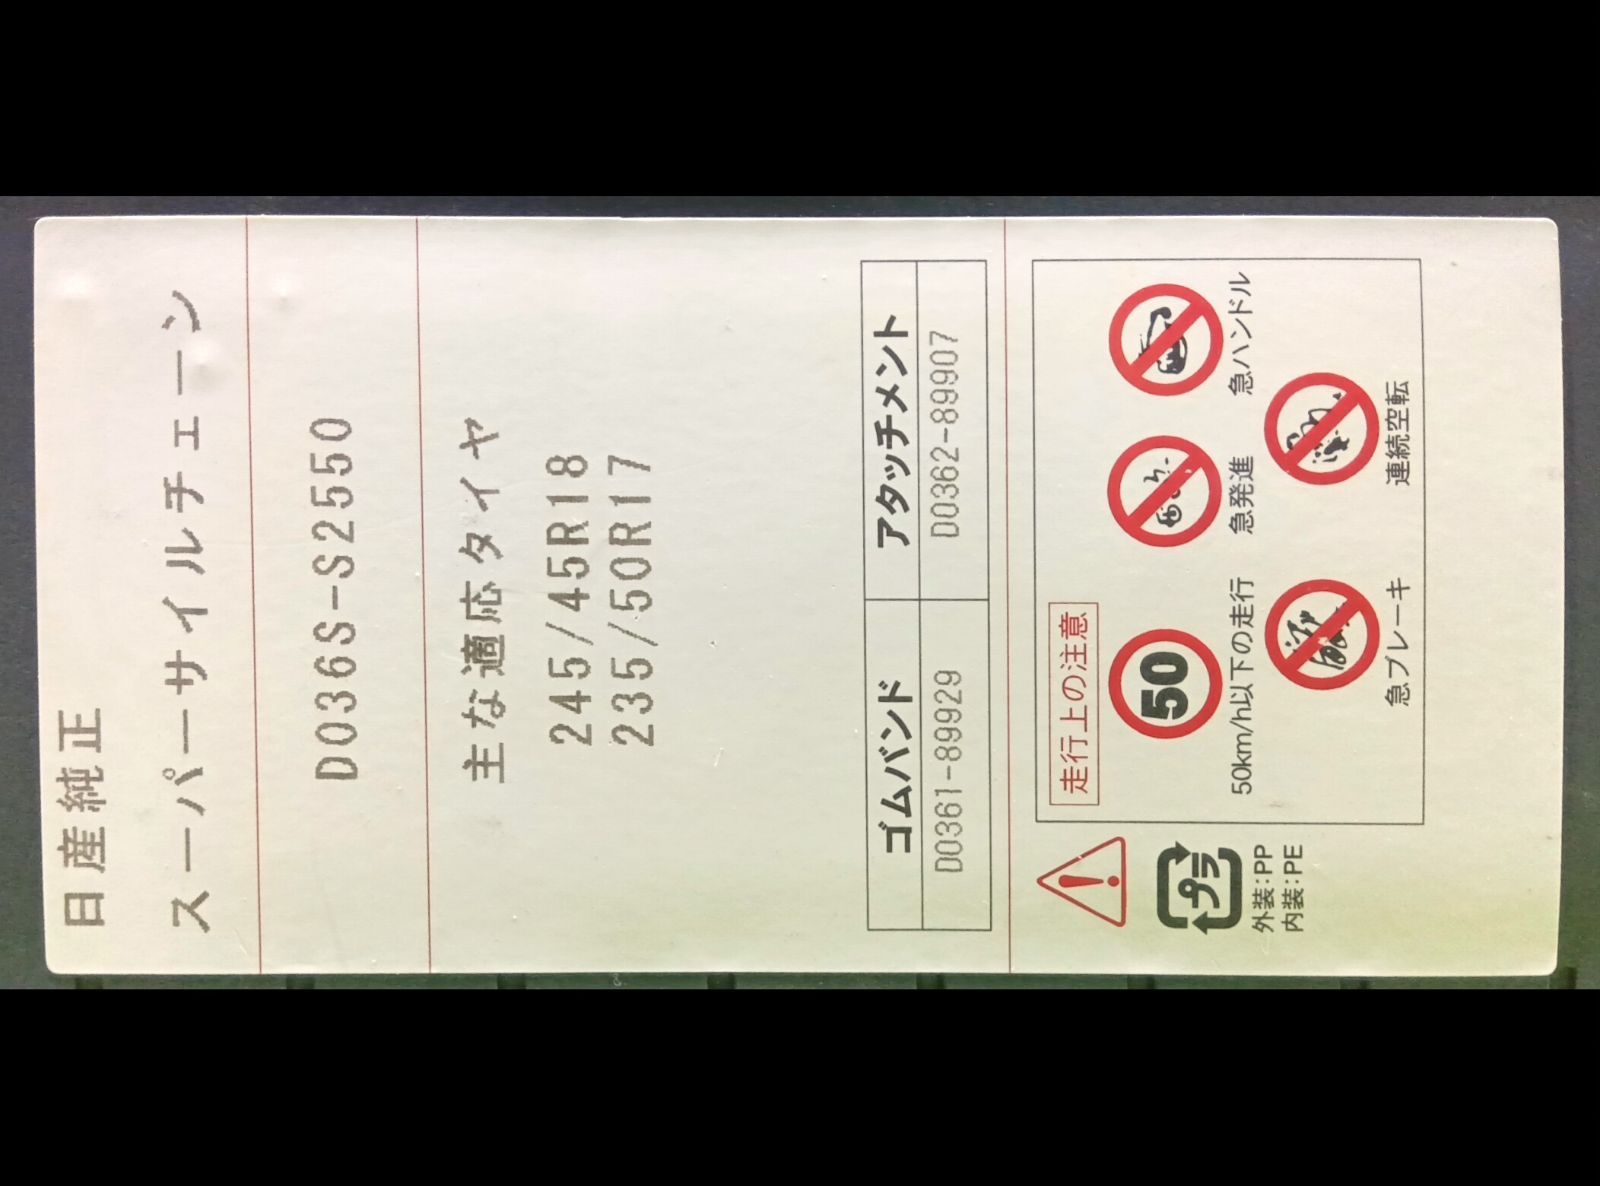 日産純正
スーパーサイルチェーン
D036S-S2550
主な適応タイヤ
245/45R18
235/50R17
ゴムバンド アタッチメント
D0361-89929 D0362-89907
走行上の注意
50
50km/h以下の走行 急発進 急ハンドル
急ブレーキ 連続空転
プラ
外装:PP
内装:PE